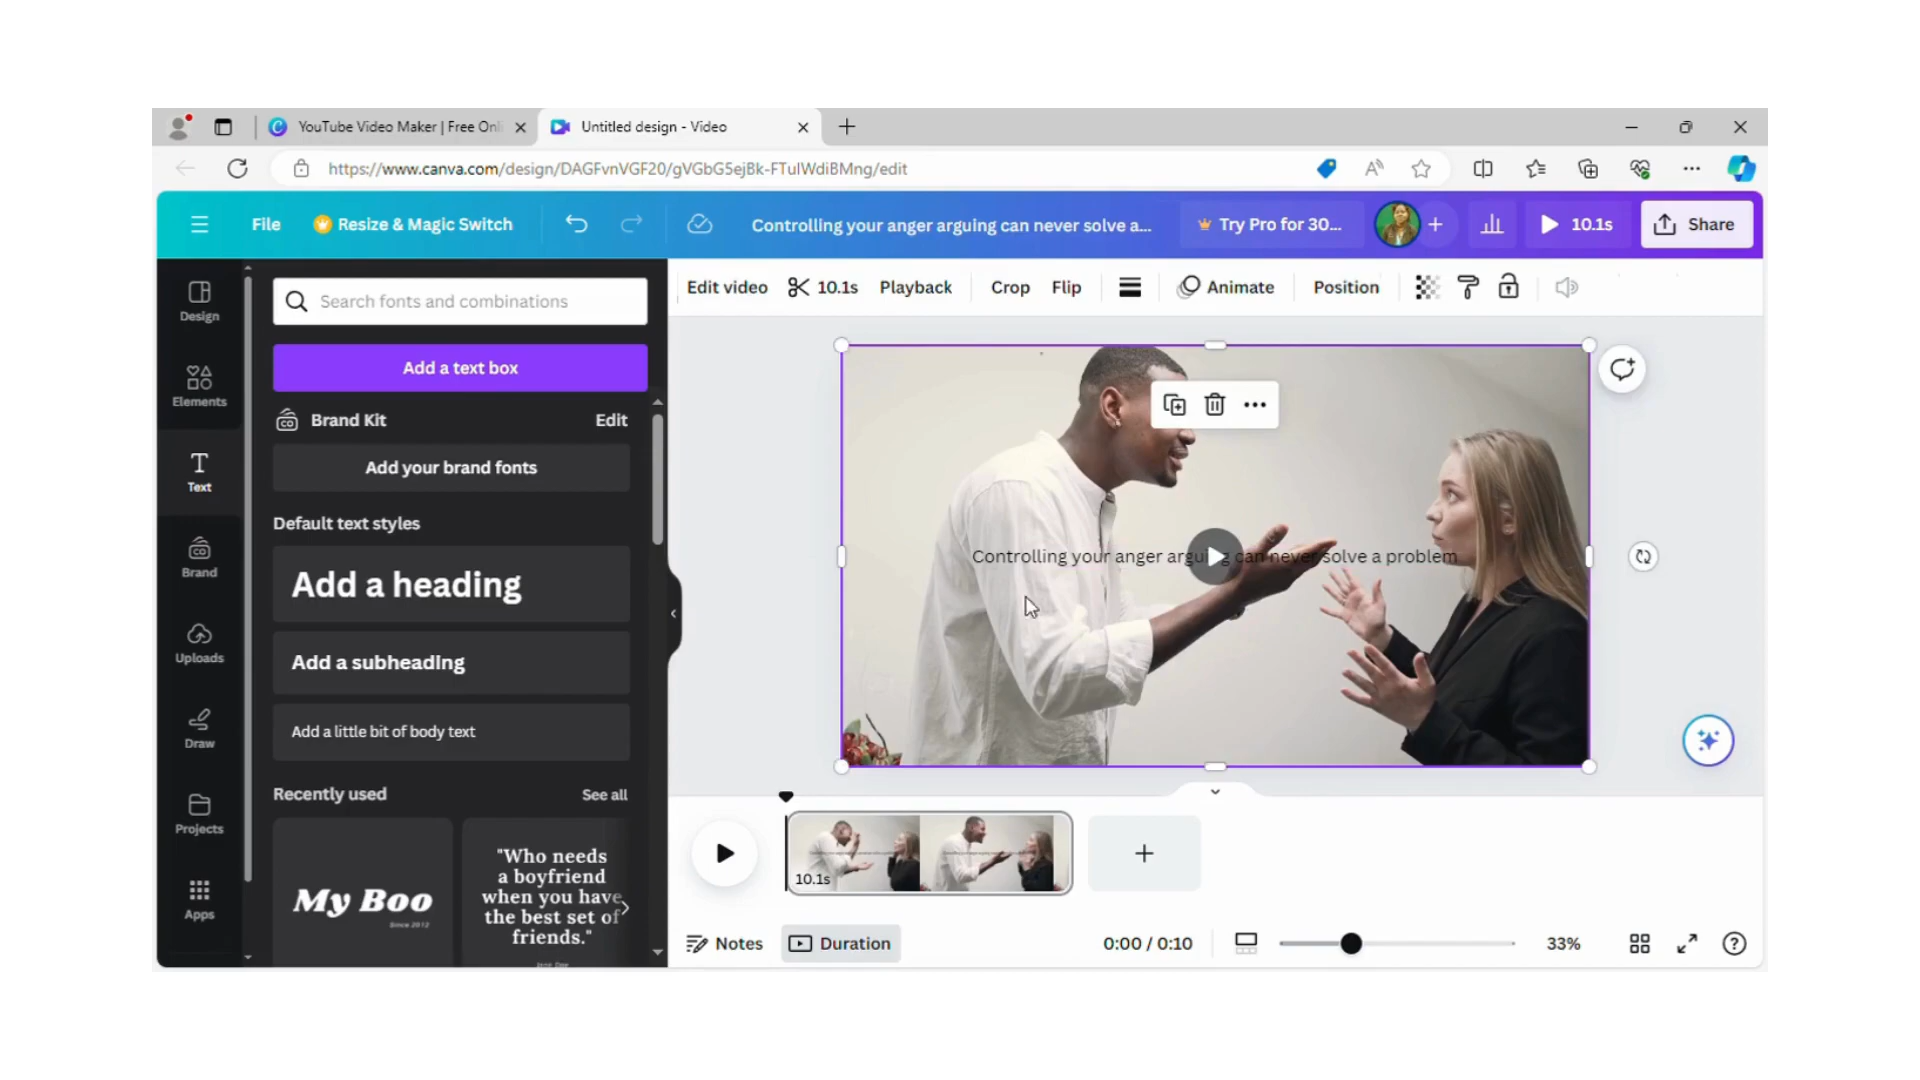 YouTube Video Maker | Free Onl
Untitled design - Video
https://www.canva.com/design/DAGFvnVGF20/gVGbG5ejBk-FTulWdiBMng/edit
File
Resize & Magic Switch
Controlling your anger arguing can never solve a...
Try Pro for 30...
10.1s
Share
Design
Elements
Text
Brand
Uploads
Draw
Projects
Apps
Search fonts and combinations
Add a text box
Brand Kit
Edit
Add your brand fonts
Default text styles
Add a heading
Add a subheading
Add a little bit of body text
Recently used
See all
My Boo
Since 2012
"Who needs
a boyfriend
when you have
the best set of
friends."
Edit video
10.1s
Playback
Crop
Flip
Animate
Position
Controlling your anger arguing can never solve a problem
10.1s
Notes
Duration
0:00 / 0:10
33%